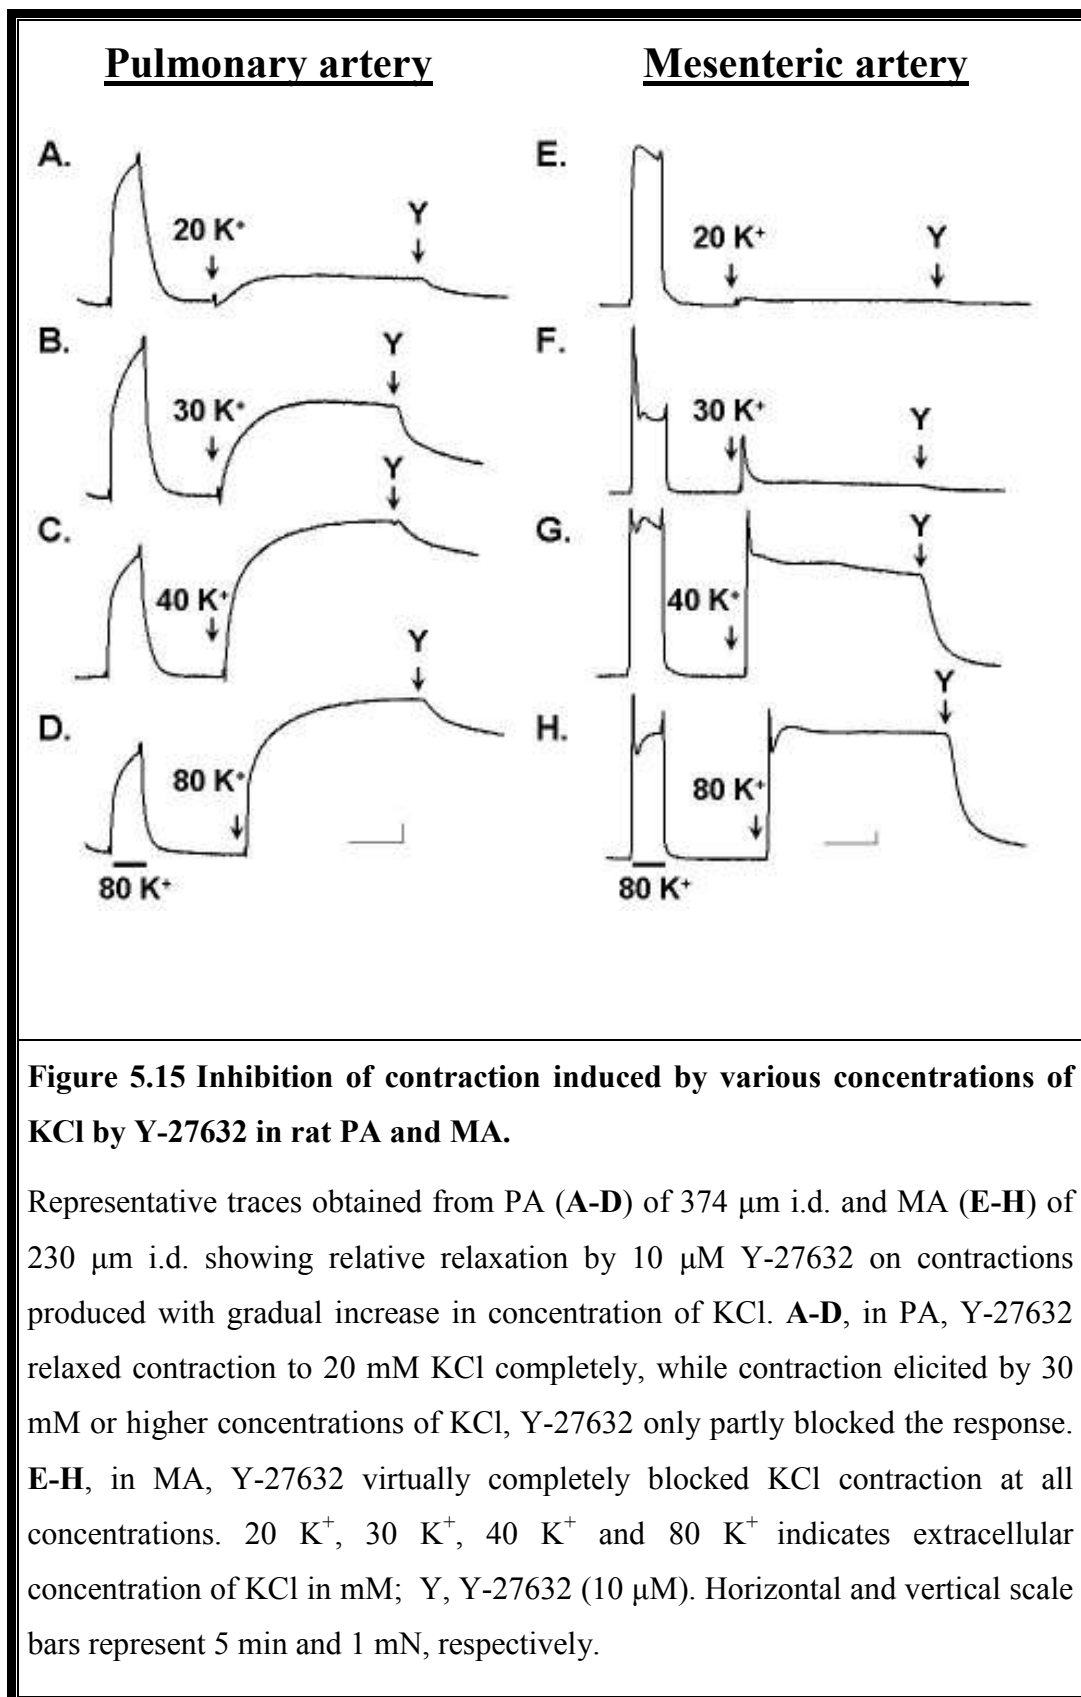 Pulmonary artery
Mesenteric artery
A.
20 K⁺
Y
B.
30 K⁺
Y
C.
40 K⁺
Y
D.
80 K⁺
Y
80 K⁺
E.
20 K⁺
Y
F.
30 K⁺
Y
G.
40 K⁺
Y
H.
80 K⁺
Y
80 K⁺
Figure 5.15 Inhibition of contraction induced by various concentrations of
KCl by Y-27632 in rat PA and MA.
Representative traces obtained from PA (A-D) of 374 μm i.d. and MA (E-H) of
230 μm i.d. showing relative relaxation by 10 μM Y-27632 on contractions
produced with gradual increase in concentration of KCl. A-D, in PA, Y-27632
relaxed contraction to 20 mM KCl completely, while contraction elicited by 30
mM or higher concentrations of KCl, Y-27632 only partly blocked the response.
E-H, in MA, Y-27632 virtually completely blocked KCl contraction at all
concentrations. 20 K⁺, 30 K⁺, 40 K⁺ and 80 K⁺ indicates extracellular
concentration of KCl in mM; Y, Y-27632 (10 μM). Horizontal and vertical scale
bars represent 5 min and 1 mN, respectively.